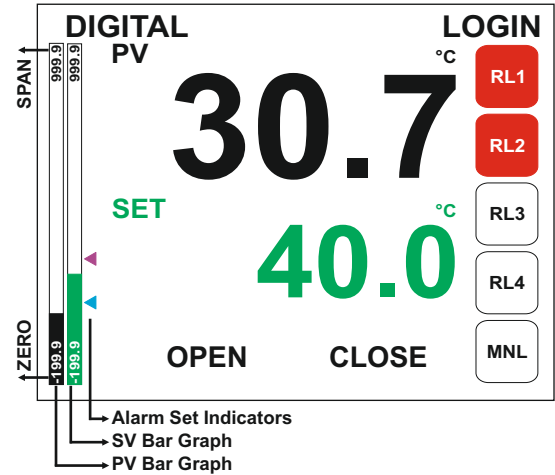 DIGITAL
LOGIN
PV
°C
30.7
SET
°C
40.0
OPEN
CLOSE
RL1
RL2
RL3
RL4
MNL
SPAN
999.9
999.9
ZERO
-199.9
-199.9
Alarm Set Indicators
SV Bar Graph
PV Bar Graph